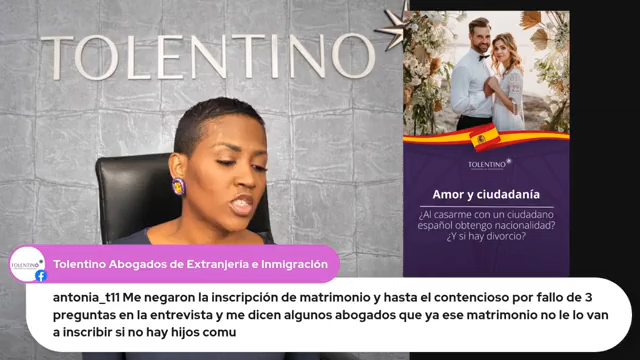 TOLENTINO
TOLENTINO
Amor y ciudadanía
¿Al casarme con un ciudadano
español obtengo nacionalidad?
¿Y si hay divorcio?
Tolentino Abogados de Extranjería e Inmigración
antonia_t11 Me negaron la inscripción de matrimonio y hasta el contencioso por fallo de 3
preguntas en la entrevista y me dicen algunos abogados que ya ese matrimonio no le lo van
a inscribir si no hay hijos comu